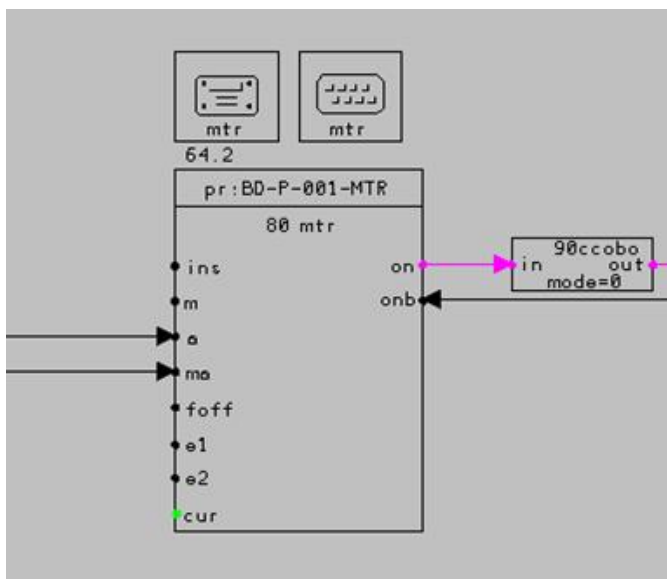 mtr mtr
64.2
pr:BD-P-001-MTR
80 mtr
ins
on
m
onb
a
ma
foff
e1
e2
cur
90ccobo
in out
mode=0